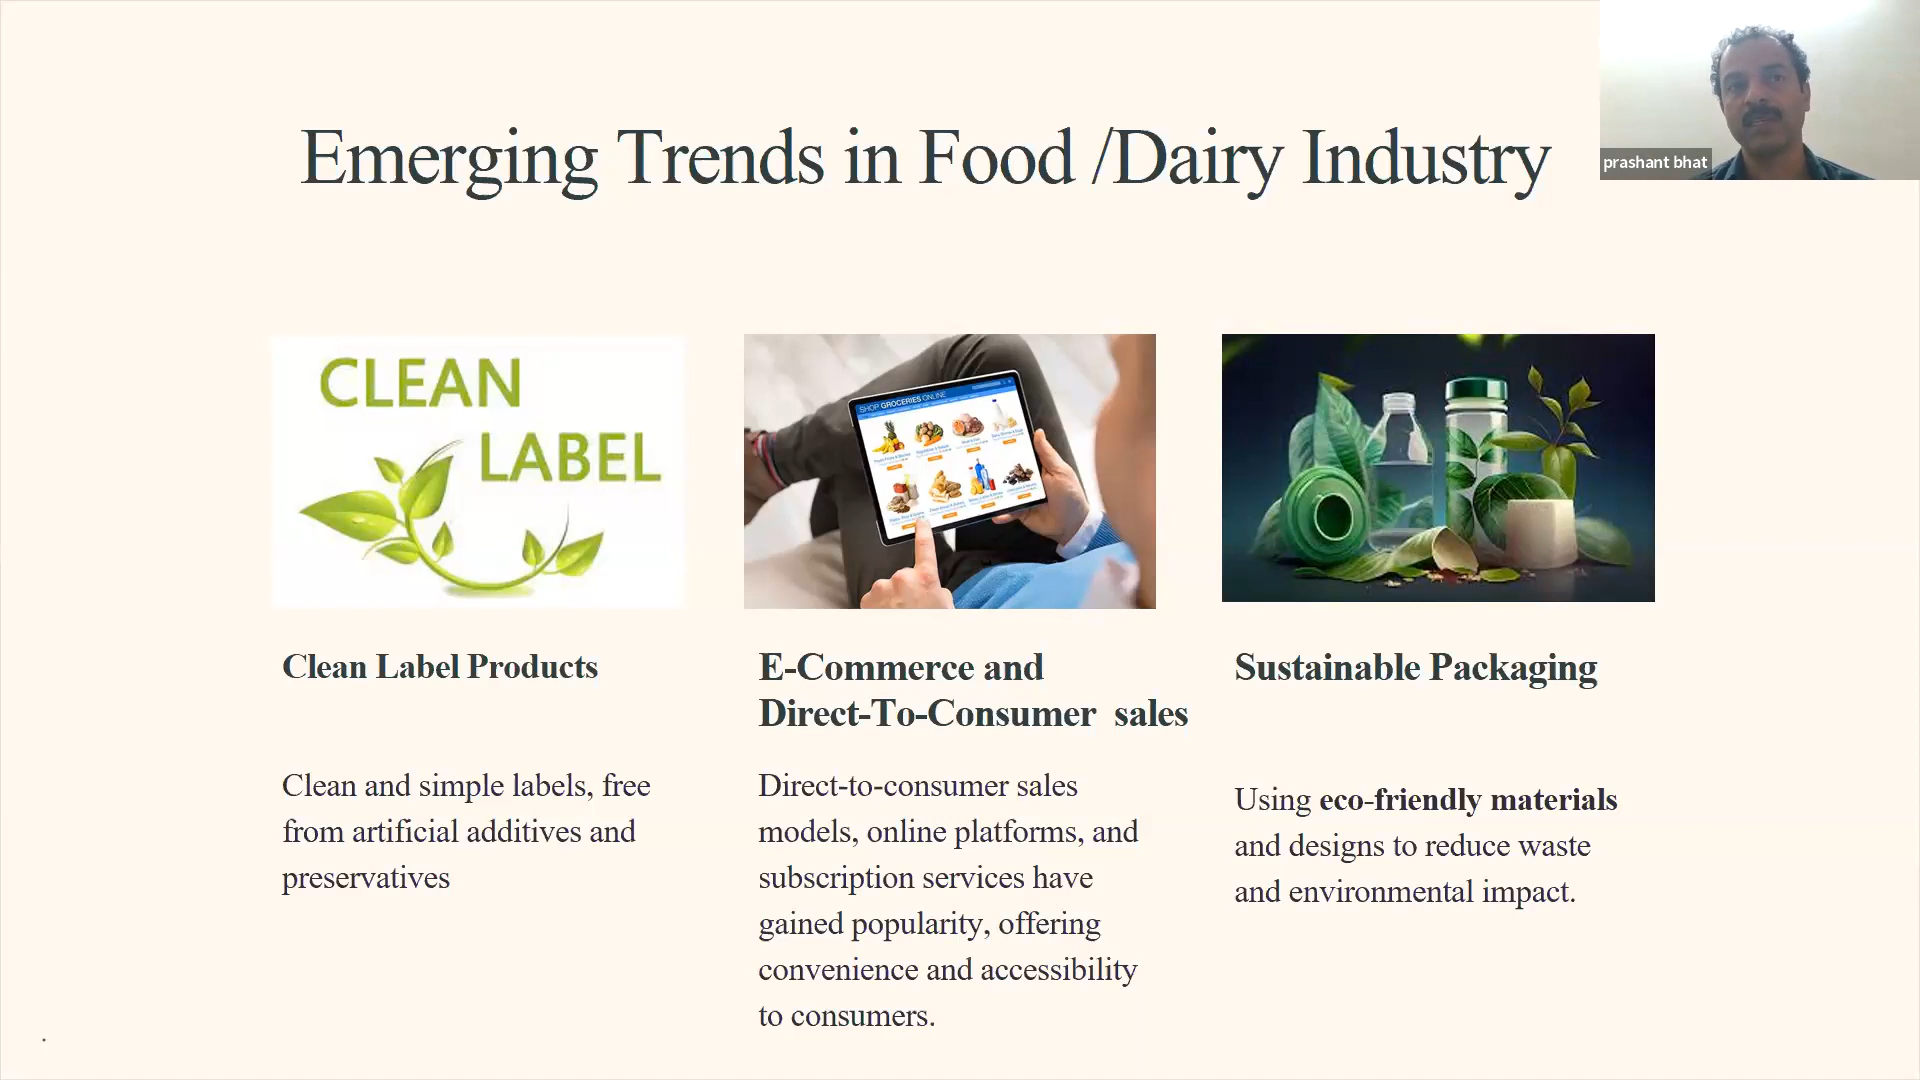 Emerging Trends in Food /Dairy Industry
prashant bhat
CLEAN
LABEL
SHOP GROCERIES ONLINE
Clean Label Products
Clean and simple labels, free
from artificial additives and
preservatives
E-Commerce and
Direct-To-Consumer sales
Direct-to-consumer sales
models, online platforms, and
subscription services have
gained popularity, offering
convenience and accessibility
to consumers.
Sustainable Packaging
Using eco-friendly materials
and designs to reduce waste
and environmental impact.
.